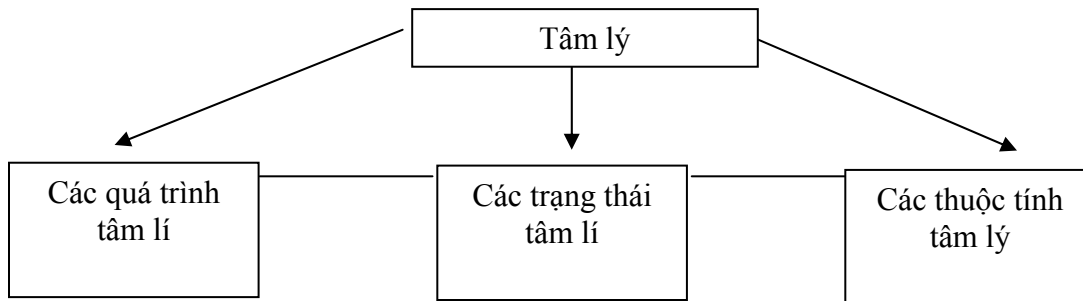 Tâm lý
Các quá trình
tâm lí
Các trạng thái
tâm lí
Các thuộc tính
tâm lý